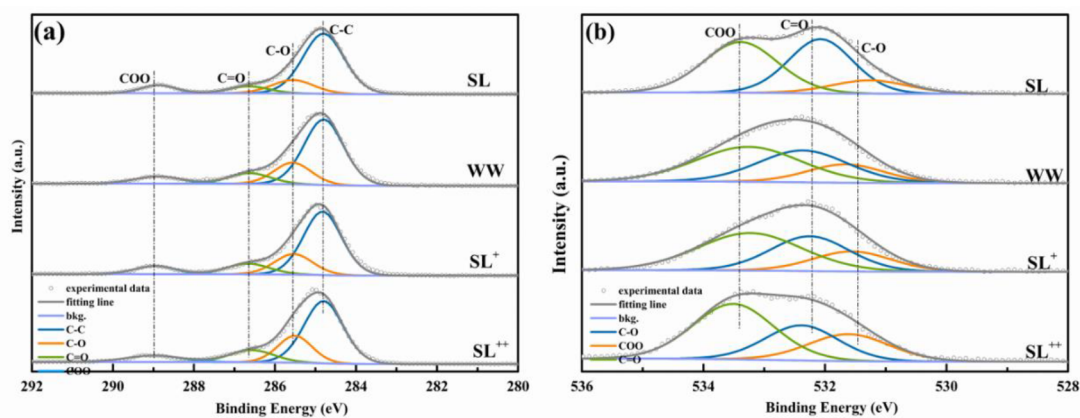 (a)
C-C
C-O
COO
C=O
SL
WW
SL+
SL++
experimental data
fitting line
bkg.
C-C
C-O
C=O
COO
Intensity (a.u.)
292 290 288 286 284 282 280
Binding Energy (eV)
(b)
C=O
COO
C-O
SL
WW
SL+
SL++
experimental data
fitting line
bkg.
C-O
COO
C=O
Intensity (a.u.)
536 534 532 530 528
Binding Energy (eV)